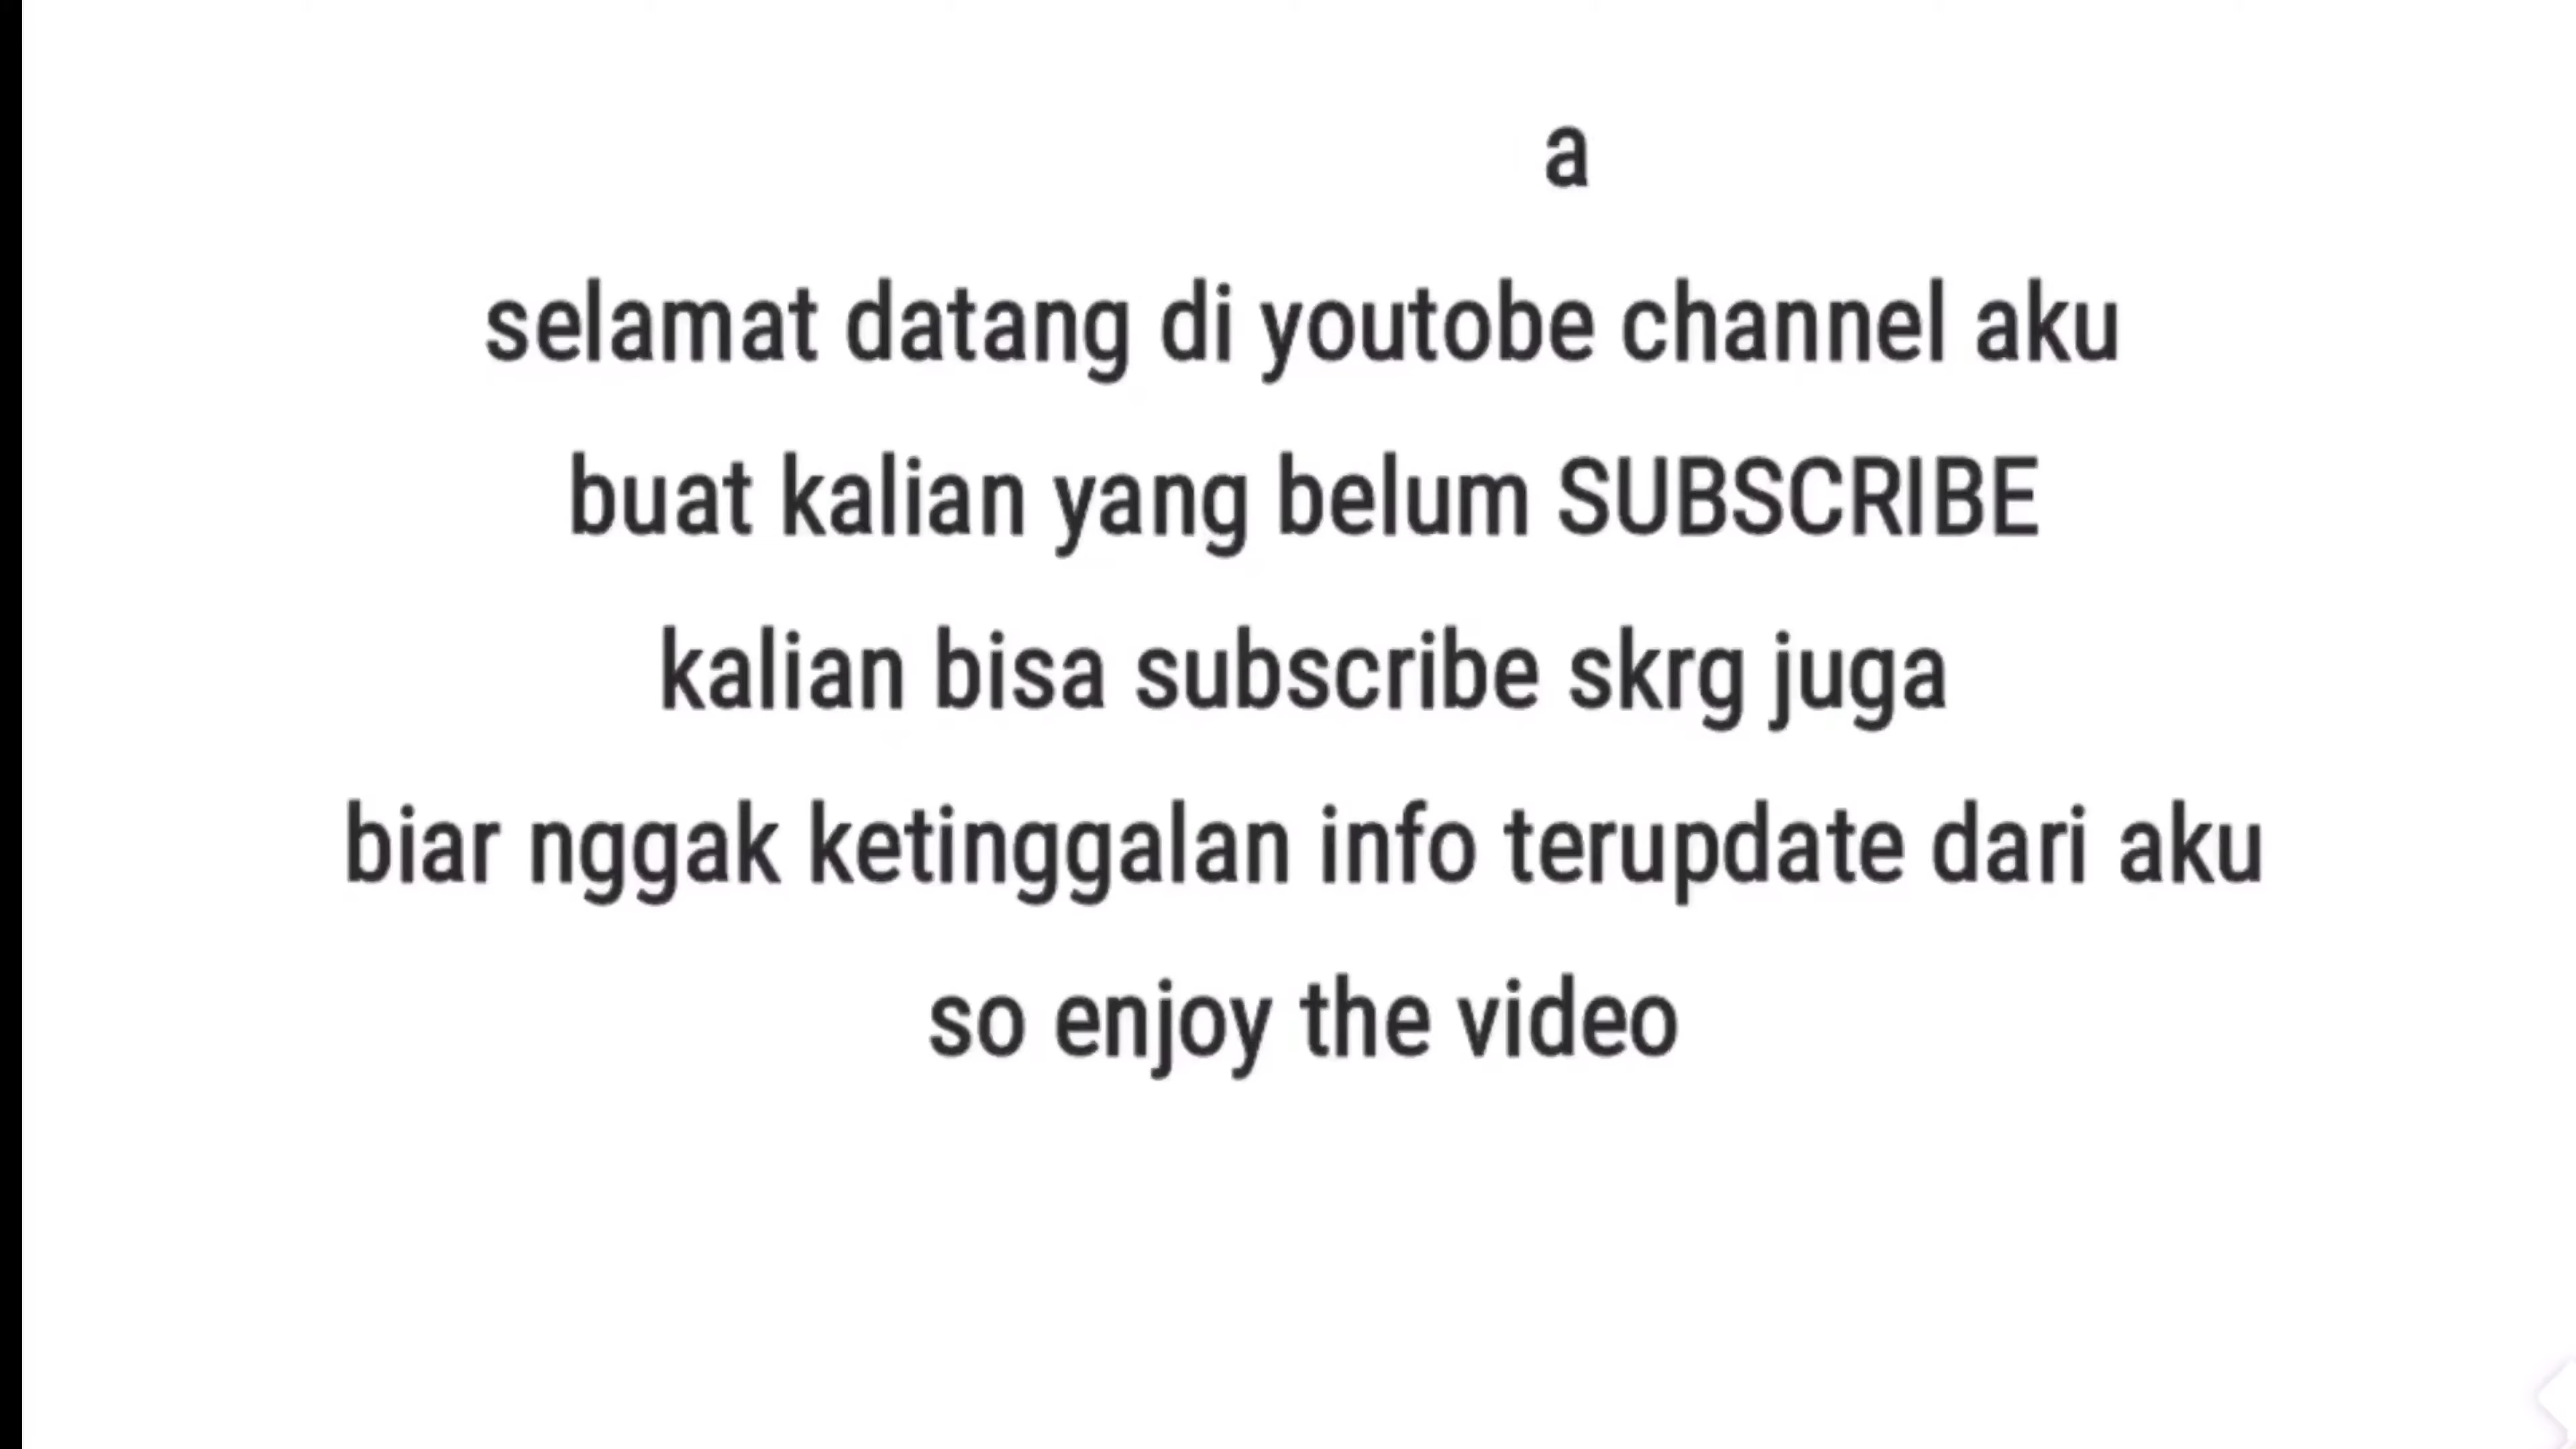 a
selamat datang di youtobe channel aku
buat kalian yang belum SUBSCRIBE
kalian bisa subscribe skrg juga
biar nggak ketinggalan info terupdate dari aku
so enjoy the video